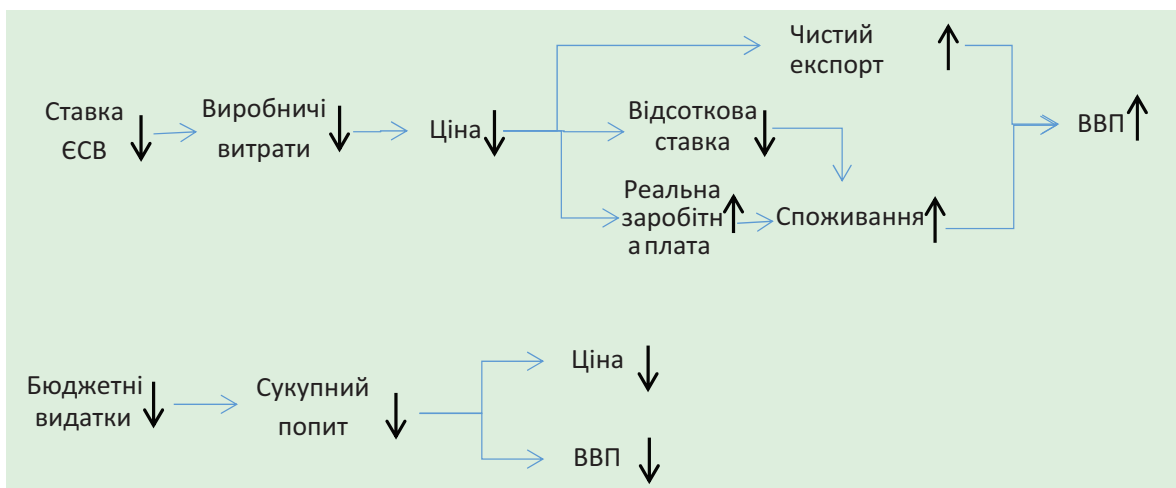 Чистий
експорт
Ставка
ЄСВ
Виробничі
витрати
Ціна
Відсоткова
ставка
ВВП
Реальна
заробітн
а плата
Споживання
Бюджетні
видатки
Сукупний
попит
Ціна
ВВП